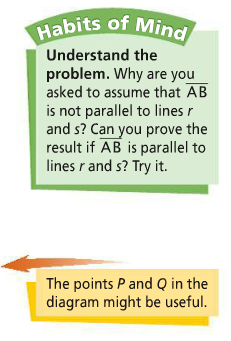 Habits of Mind
Understand the
problem. Why are you
asked to assume that A̅B̅
is not parallel to lines r
and s? Can you prove the
result if A̅B̅ is parallel to
lines r and s? Try it.
The points P and Q in the
diagram might be useful.